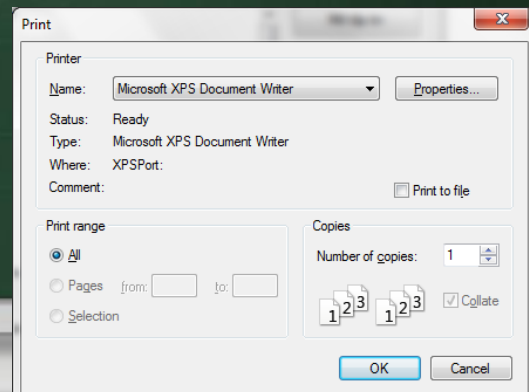 Print
Printer
Name: Microsoft XPS Document Writer Properties...
Status: Ready
Type: Microsoft XPS Document Writer
Where: XPSPort:
Comment: Print to file
Print range
All
Pages from: to:
Selection
Copies
Number of copies: 1
1 2 3 1 2 3 Collate
OK Cancel